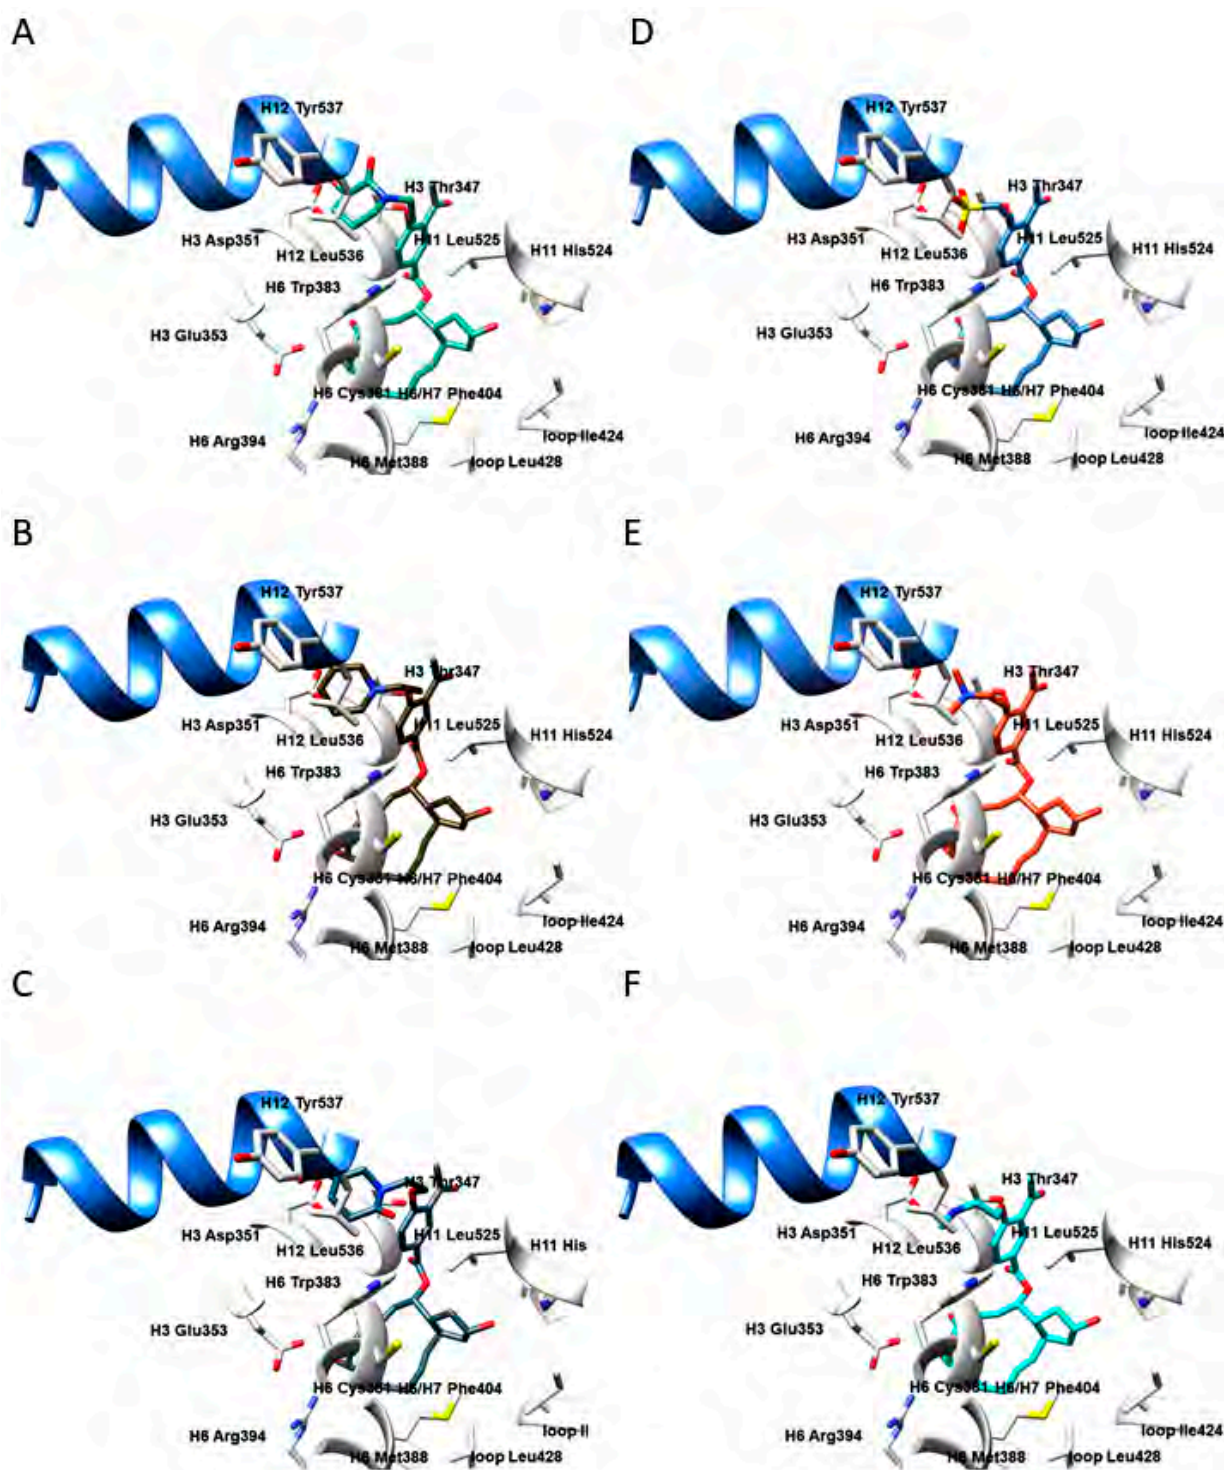 A
H12 Tyr537
H3 Thr347
H3 Asp351
H11 Leu525
H12 Leu536
H11 His524
H6 Trp383
H3 Glu353
H6 Cys381 H6/H7 Phe404
H6 Arg394
loop Ile424
H6 Met388
loop Leu428
D
H12 Tyr537
H3 Thr347
H3 Asp351
H11 Leu525
H12 Leu536
H11 His524
H6 Trp383
H3 Glu353
H6 Cys381 H6/H7 Phe404
H6 Arg394
loop Ile424
H6 Met388
loop Leu428
B
H12 Tyr537
H3 Thr347
H3 Asp351
H11 Leu525
H12 Leu536
H11 His524
H6 Trp383
H3 Glu353
H6 Cys381 H6/H7 Phe404
H6 Arg394
loop Ile424
H6 Met388
loop Leu428
E
H12 Tyr537
H3 Thr347
H3 Asp351
H11 Leu525
H12 Leu536
H11 His524
H6 Trp383
H3 Glu353
H6 Cys381 H6/H7 Phe404
H6 Arg394
loop Ile424
H6 Met388
loop Leu428
C
H12 Tyr537
H3 Thr347
H3 Asp351
H11 Leu525
H12 Leu536
H11 His
H6 Trp383
H3 Glu353
H6 Cys381 H6/H7 Phe404
H6 Arg394
loop Il
H6 Met388
loop Leu428
F
H12 Tyr537
H3 Thr347
H3 Asp351
H11 Leu525
H12 Leu536
H11 His524
H6 Trp383
H3 Glu353
H6 Cys381 H6/H7 Phe404
H6 Arg394
loop Ile424
H6 Met388
loop Leu428